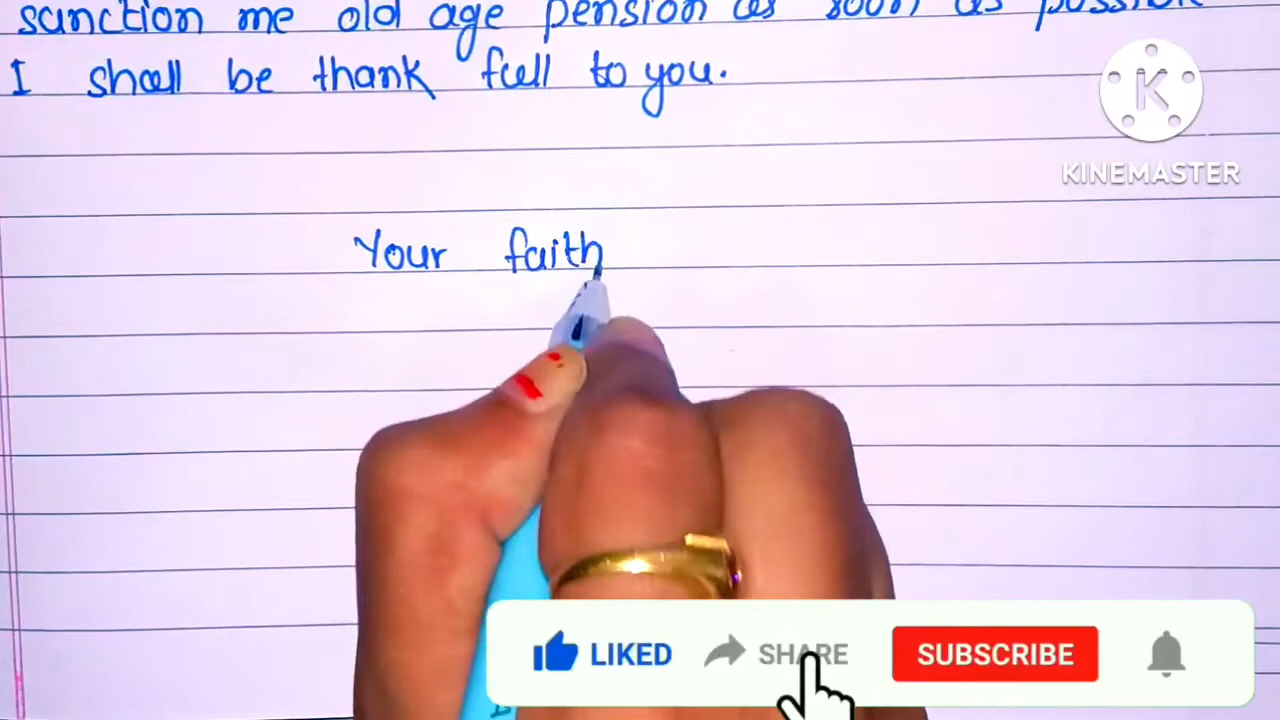 sanction me old age pension as soon as possible
I shall be thank full to you.
Your faith
K
KINEMASTER
LIKED SHARE SUBSCRIBE